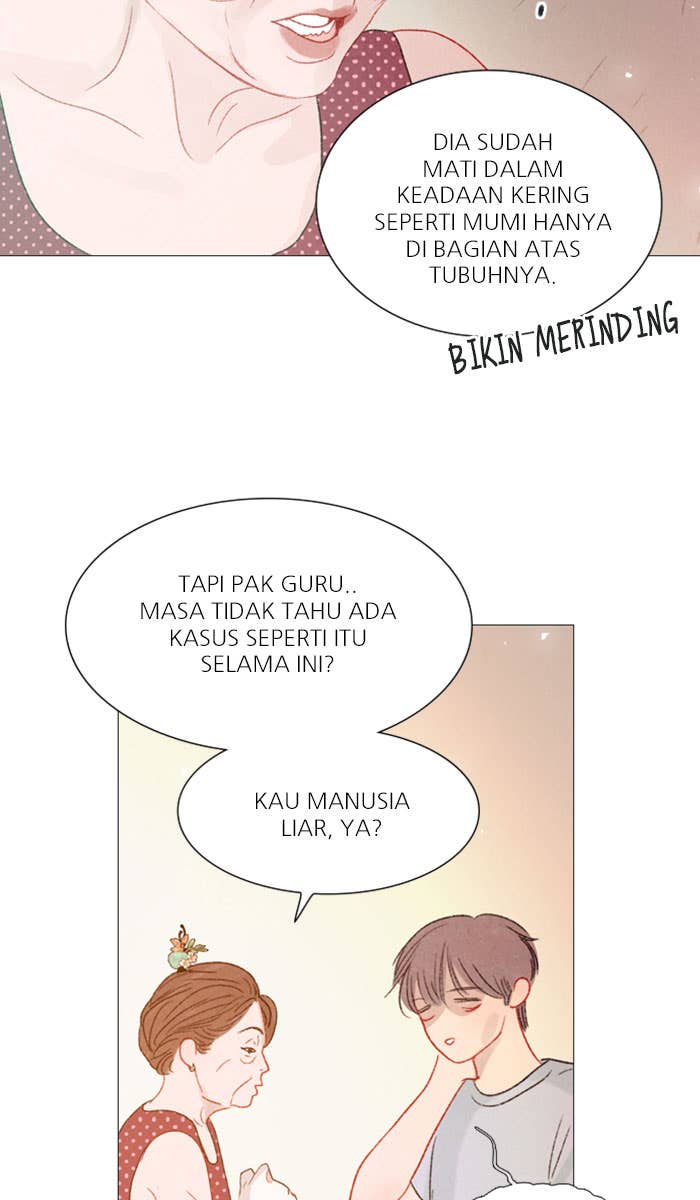 DIA SUDAH
MATI DALAM
KEADAAN KERING
SEPERTI MUMI HANYA
DI BAGIAN ATAS
TUBUHNYA.
BIKIN MERINDING
TAPI PAK GURU..
MASA TIDAK TAHU ADA
KASUS SEPERTI ITU
SELAMA INI?
KAU MANUSIA
LIAR, YA?